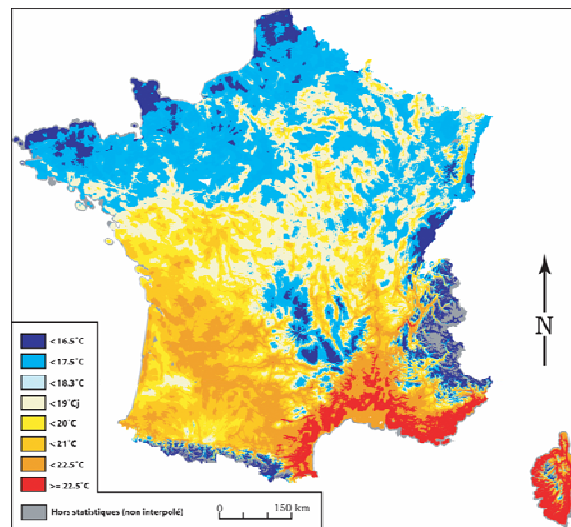 N
<16.5°C
<17.5°C
<18.3°C
<19°Cj
<20°C
<21°C
<22.5°C
>= 22.5°C
Hors statistiques (non interpolé)
0 150 km